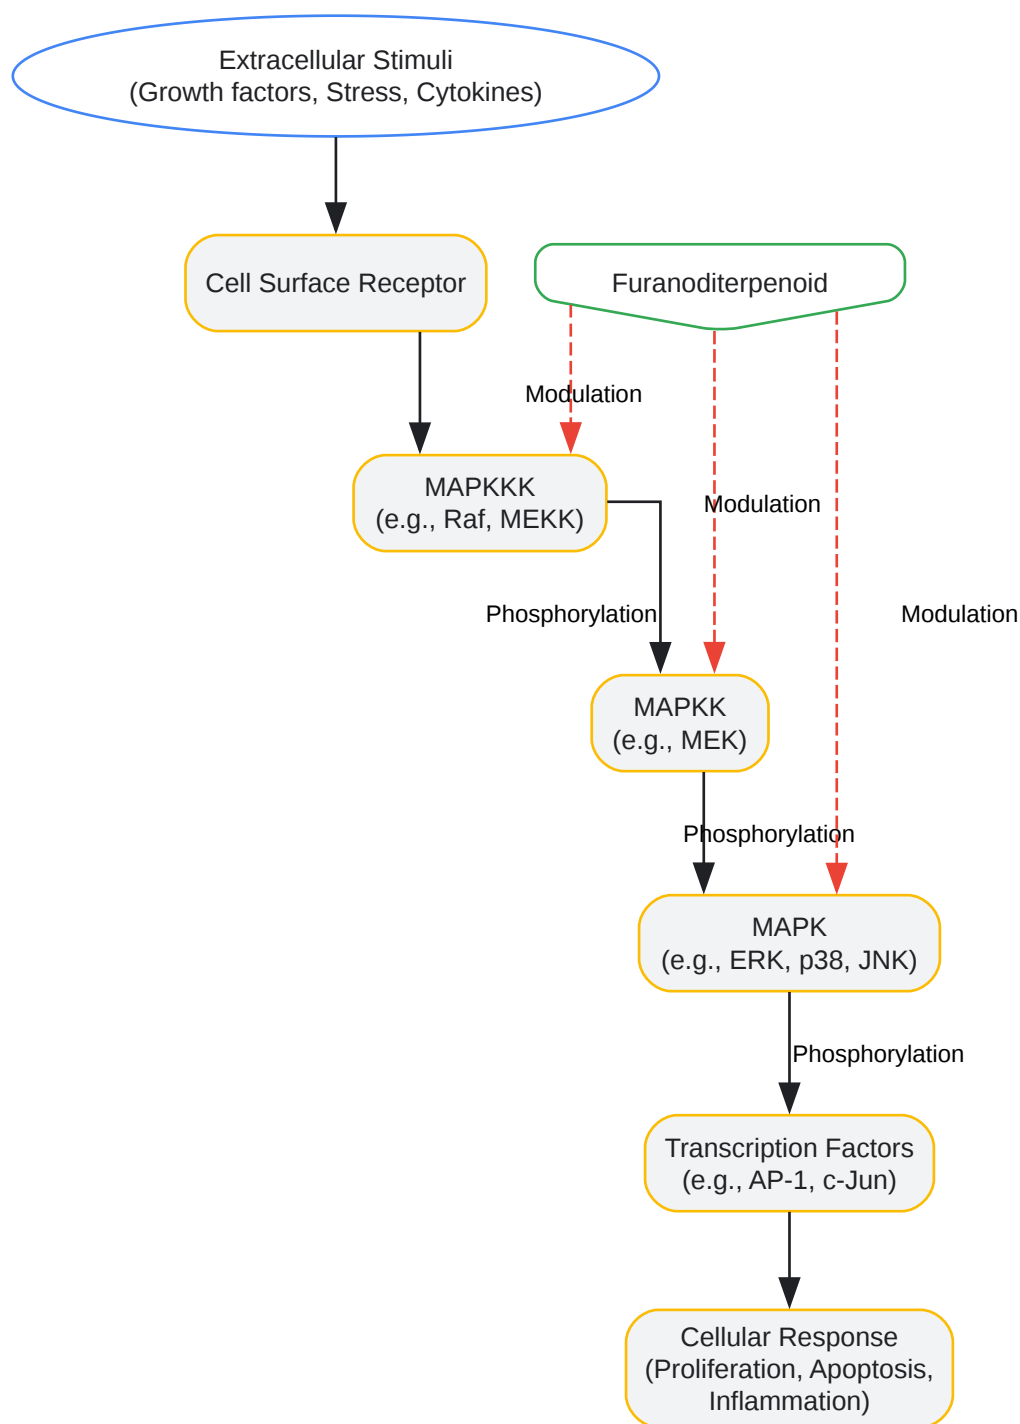 Extracellular Stimuli
(Growth factors, Stress, Cytokines)
Cell Surface Receptor
Furanoditerpenoid
Modulation
MAPKKK
(e.g., Raf, MEKK)
Modulation
Phosphorylation
Modulation
MAPKK
(e.g., MEK)
Phosphorylation
MAPK
(e.g., ERK, p38, JNK)
Phosphorylation
Transcription Factors
(e.g., AP-1, c-Jun)
Cellular Response
(Proliferation, Apoptosis,
Inflammation)